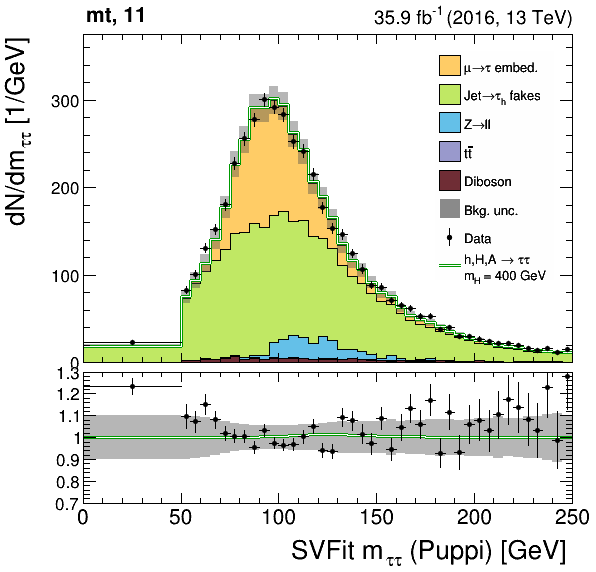 mt, 11
35.9 fb⁻¹ (2016, 13 TeV)
dN/dm_ττ [1/GeV]
300
200
100
0
μ→τ embed.
Jet→τ_h fakes
Z→ll
tt̄
Diboson
Bkg. unc.
Data
h,H,A → ττ
m_H = 400 GeV
1.3
1.2
1.1
1
0.9
0.8
0.7
0 50 100 150 200 250
SVFit m_ττ (Puppi) [GeV]